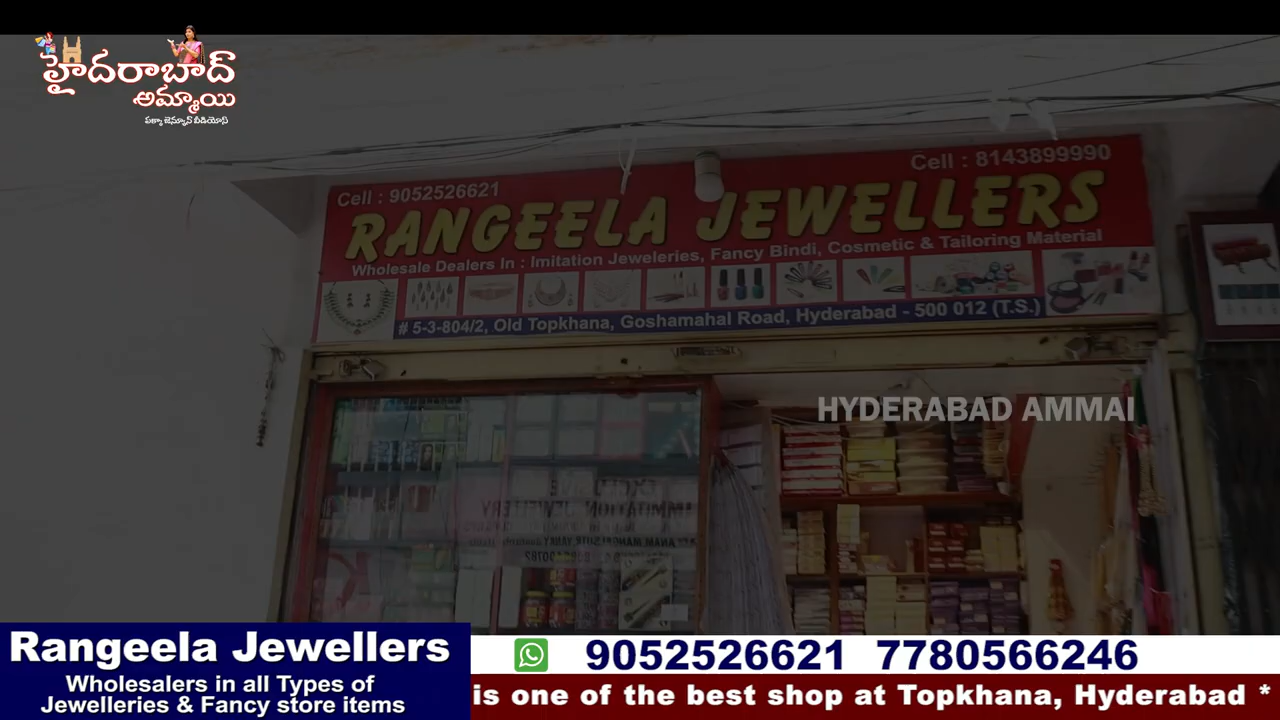 హైదరాబాద్
అమ్మాయి
పక్కా జెన్యూన్ వీడియోస్
Cell : 9052526621
Cell : 8143899990
RANGEELA JEWELLERS
Wholesale Dealers In : Imitation Jeweleries, Fancy Bindi, Cosmetic & Tailoring Material
# 5-3-804/2, Old Topkhana, Goshamahal Road, Hyderabad - 500 012 (T.S.)
HYDERABAD AMMAI
Rangeela Jewellers
Wholesalers in all Types of
Jewelleries & Fancy store items
9052526621 7780566246
is one of the best shop at Topkhana, Hyderabad *